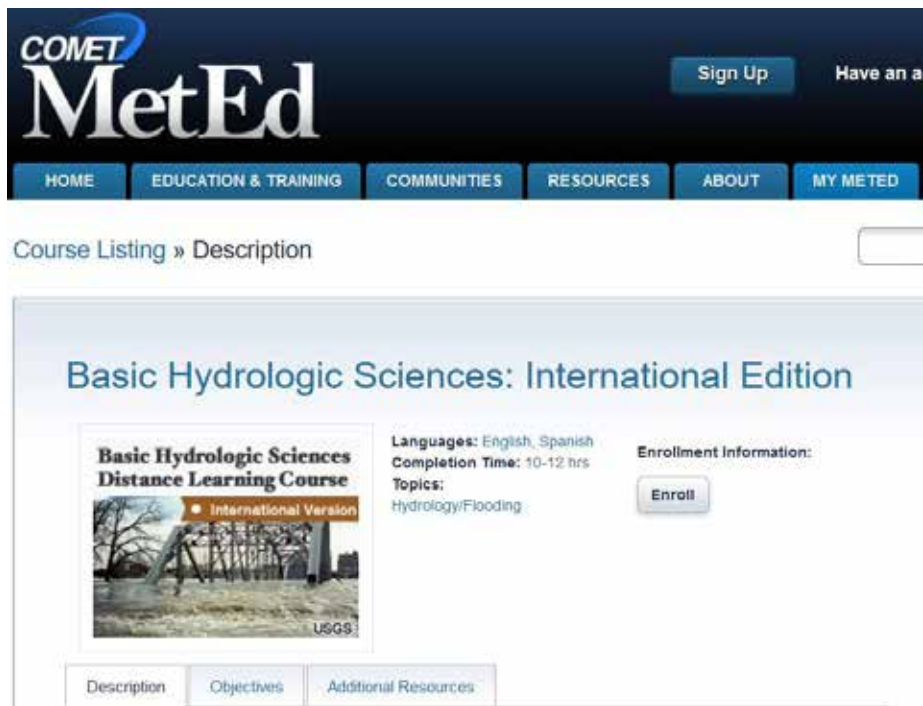 COMET
MetEd
Sign Up
Have an a
HOME
EDUCATION & TRAINING
COMMUNITIES
RESOURCES
ABOUT
MY METED
Course Listing » Description
Basic Hydrologic Sciences: International Edition
Basic Hydrologic Sciences
Distance Learning Course
International Version
USGS
Languages: English, Spanish
Completion Time: 10-12 hrs
Topics:
Hydrology/Flooding
Enrollment Information:
Enroll
Description
Objectives
Additional Resources